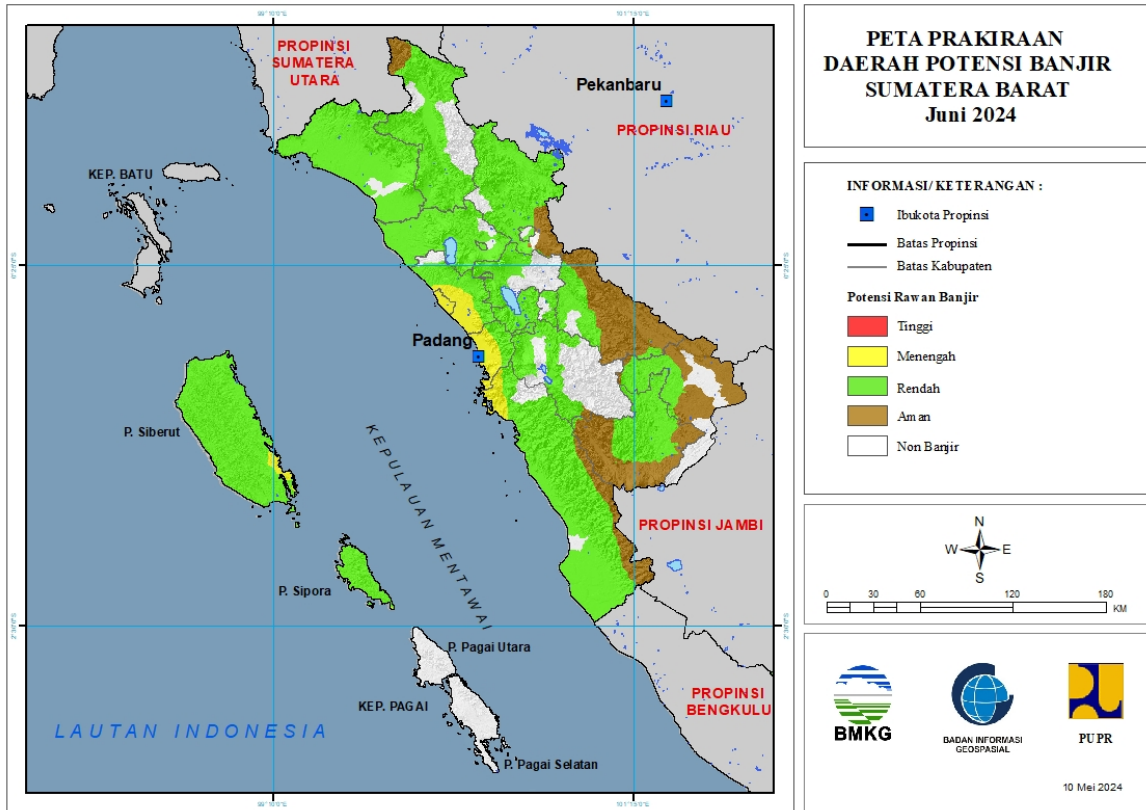 PETA PRAKIRAAN
DAERAH POTENSI BANJIR
SUMATERA BARAT
Juni 2024
INFORMASI/ KETERANGAN :
Ibukota Propinsi
Batas Propinsi
Batas Kabupaten
Potensi Rawan Banjir
Tinggi
Menengah
Rendah
Aman
Non Banjir
N
W E
S
0 30 60 120 180
KM
BMKG
BADAN INFORMASI
GEOSPASIAL
PUPR
10 Mei 2024
PROPINSI
SUMATERA
UTARA
Pekanbaru
PROPINSI RIAU
KEP. BATU
Padang
P. Siberut
KEPULAUAN MENTAWAI
PROPINSI JAMBI
P. Sipora
P. Pagai Utara
KEP. PAGAI
PROPINSI
BENGKULU
LAUTAN INDONESIA
P. Pagai Selatan